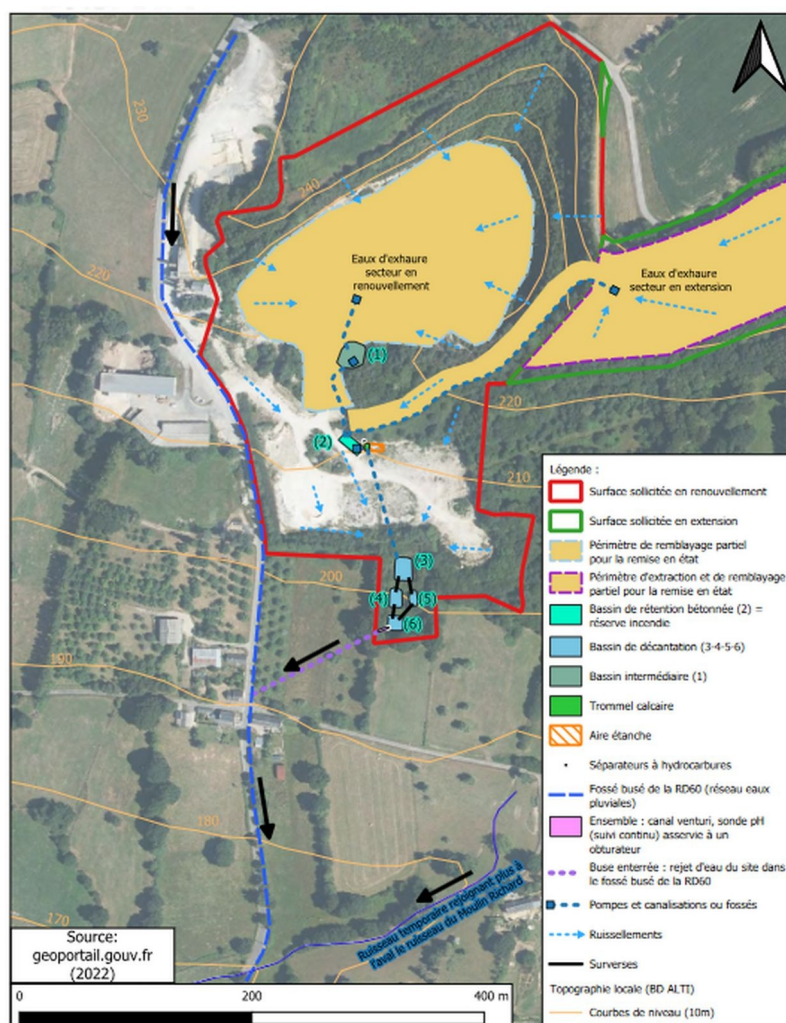 230
240
220
Eaux d'exhaure
secteur en
renouvellement
Eaux d'exhaure
secteur en extension
(1)
220
(2)
210
(3)
200
(4)
(5)
(6)
190
180
170
Ruisseau temporaire rejoignant plus à
l'aval le ruisseau du Moulin Richard
Source:
geoportail.gouv.fr
(2022)
0
200
400 m
Légende :
Surface sollicitée en renouvellement
Surface sollicitée en extension
Périmètre de remblayage partiel
pour la remise en état
Périmètre d'extraction et de remblayage
partiel pour la remise en état
Bassin de rétention bétonnée (2) =
réserve incendie
Bassin de décantation (3-4-5-6)
Bassin intermédiaire (1)
Trommel calcaire
Aire étanche
Séparateurs à hydrocarbures
Fossé busé de la RD60 (réseau eaux
pluviales)
Ensemble : canal venturi, sonde pH
(suivi continu) asservie à un
obturateur
Buse enterrée : rejet d'eau du site dans
le fossé busé de la RD60
Pompes et canalisations ou fossés
Ruissellements
Surverses
Topographie locale (BD ALTI)
Courbes de niveau (10m)